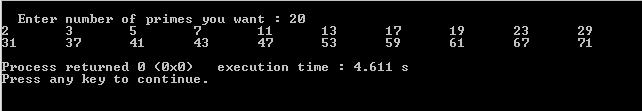 Enter number of primes you want : 20
2 3 5 7 11 13 17 19 23 29
31 37 41 43 47 53 59 61 67 71
Process returned 0 (0x0) execution time : 4.611 s
Press any key to continue.